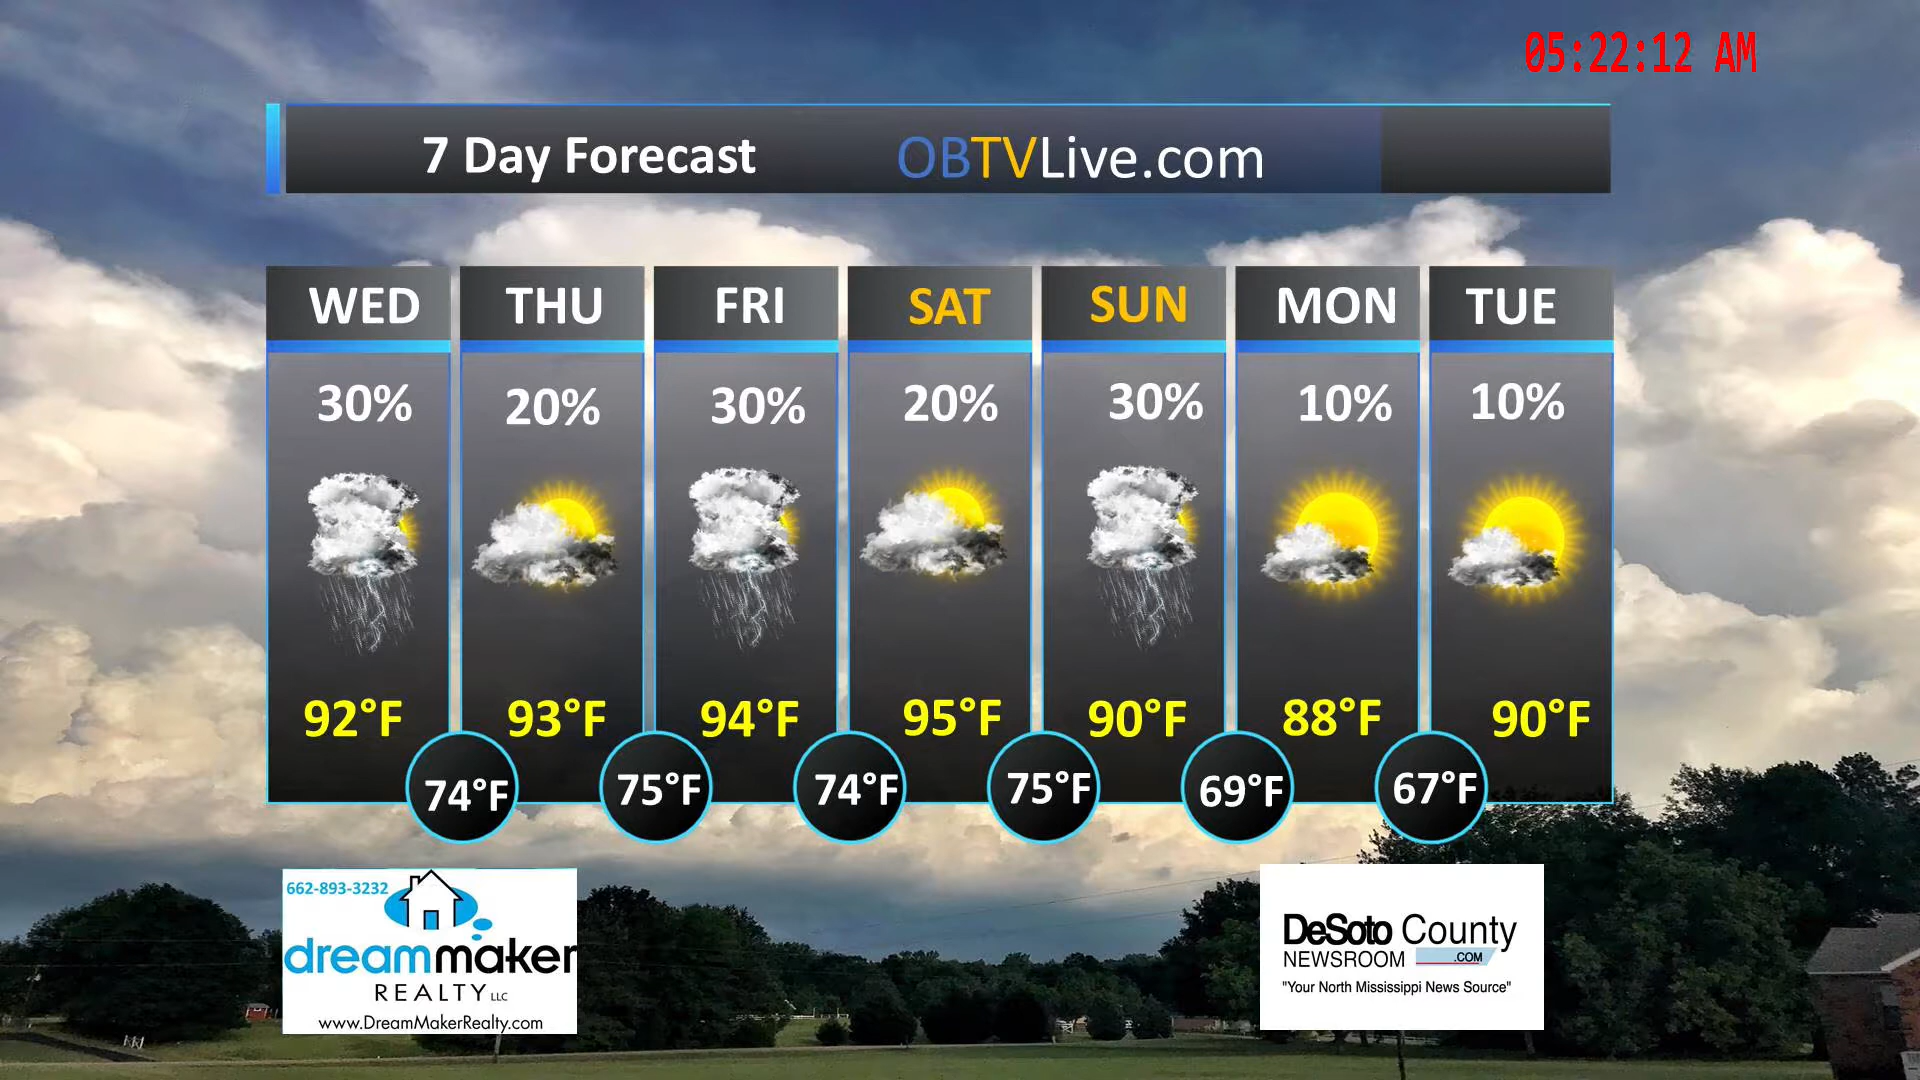 05:22:12 AM
7 Day Forecast OBTVLive.com
WED THU FRI SAT SUN MON TUE
30% 20% 30% 20% 30% 10% 10%
92°F 93°F 94°F 95°F 90°F 88°F 90°F
74°F 75°F 74°F 75°F 69°F 67°F
662-893-3232
dreammaker
REALTY LLC
www.DreamMakerRealty.com
DeSoto County
NEWSROOM .COM
"Your North Mississippi News Source"